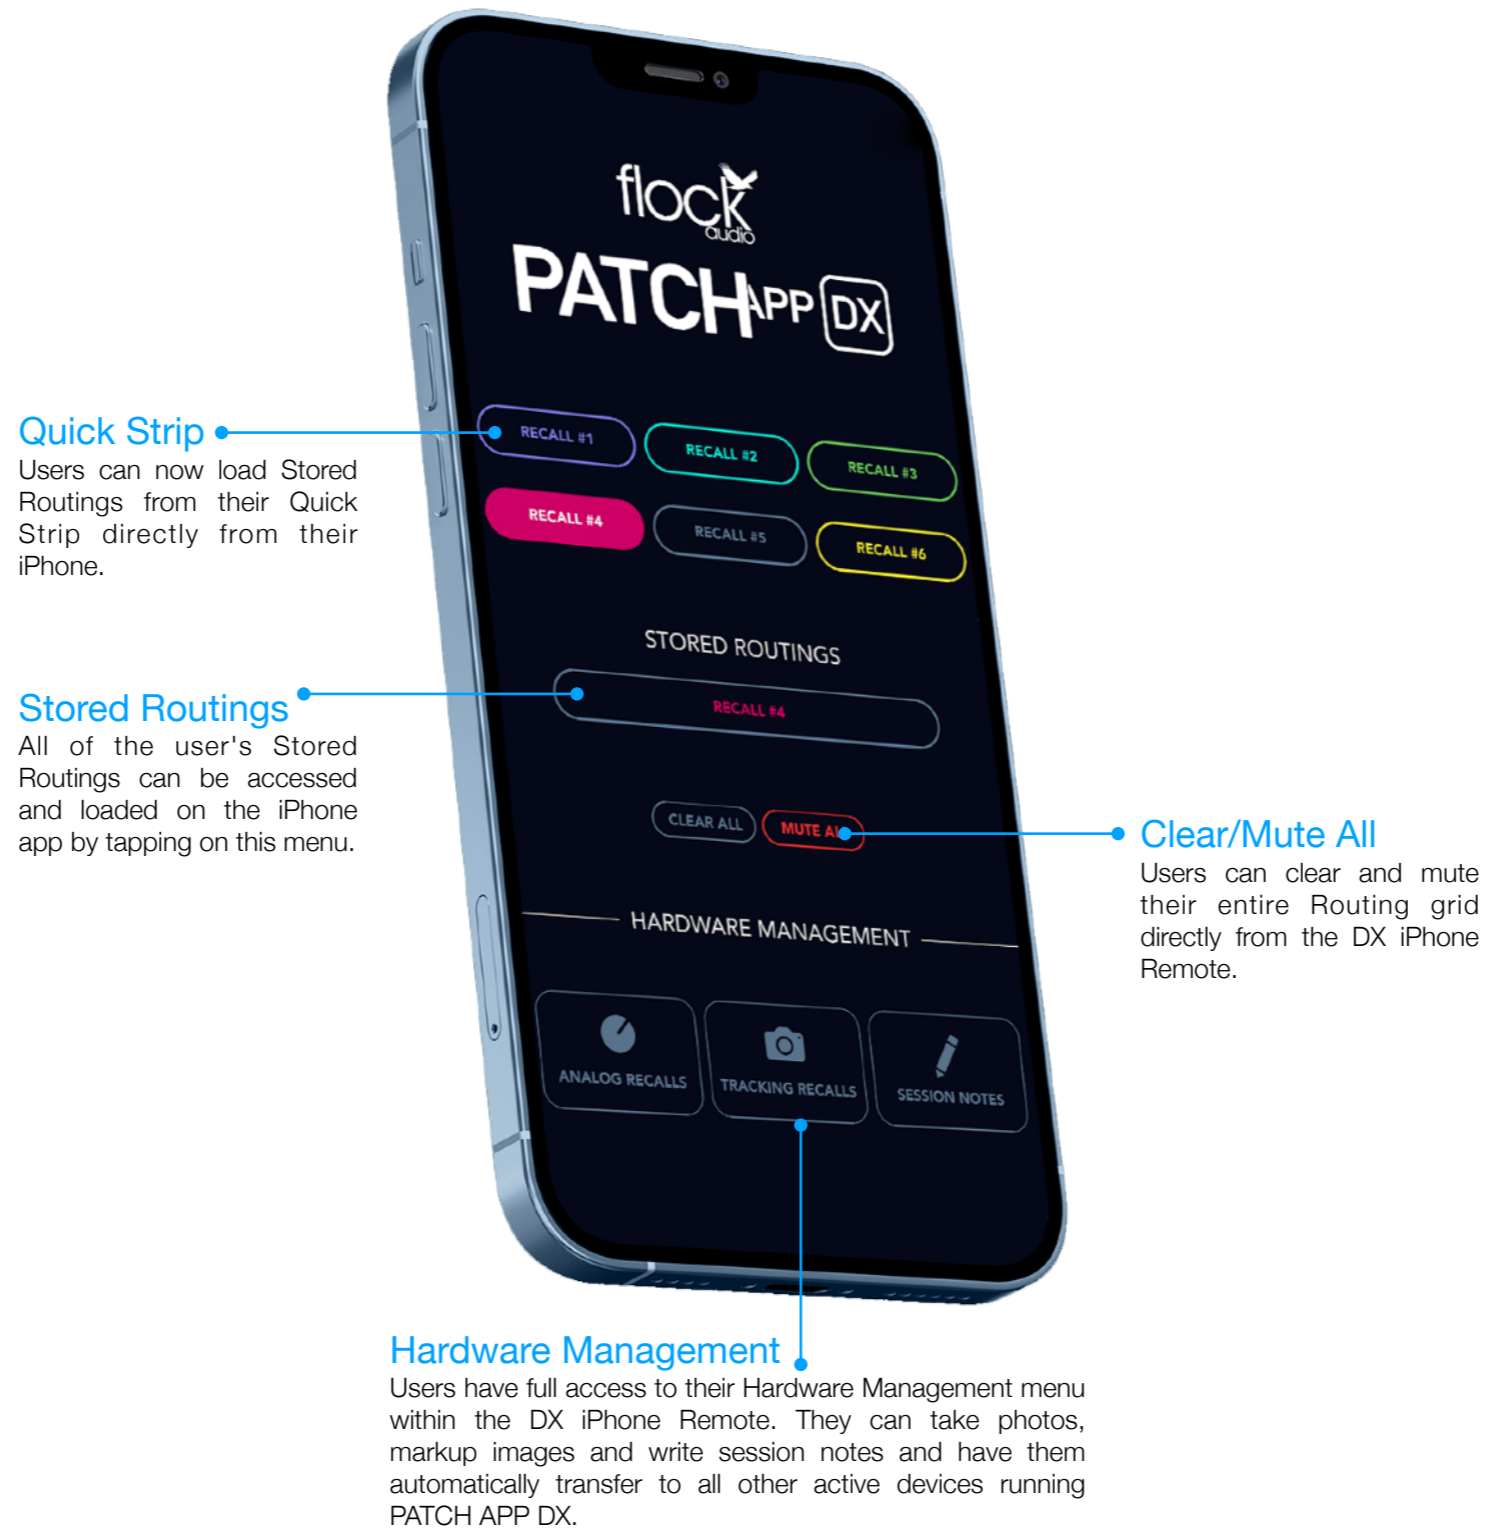 flock
audio
PATCH APP DX
RECALL #1
RECALL #2
RECALL #3
RECALL #4
RECALL #5
RECALL #6
STORED ROUTINGS
RECALL #4
CLEAR ALL
MUTE AL
HARDWARE MANAGEMENT
ANALOG RECALLS
TRACKING RECALLS
SESSION NOTES
Quick Strip
Users can now load Stored
Routings from their Quick
Strip directly from their
iPhone.
Stored Routings
All of the user's Stored
Routings can be accessed
and loaded on the iPhone
app by tapping on this menu.
Clear/Mute All
Users can clear and mute
their entire Routing grid
directly from the DX iPhone
Remote.
Hardware Management
Users have full access to their Hardware Management menu
within the DX iPhone Remote. They can take photos,
markup images and write session notes and have them
automatically transfer to all other active devices running
PATCH APP DX.